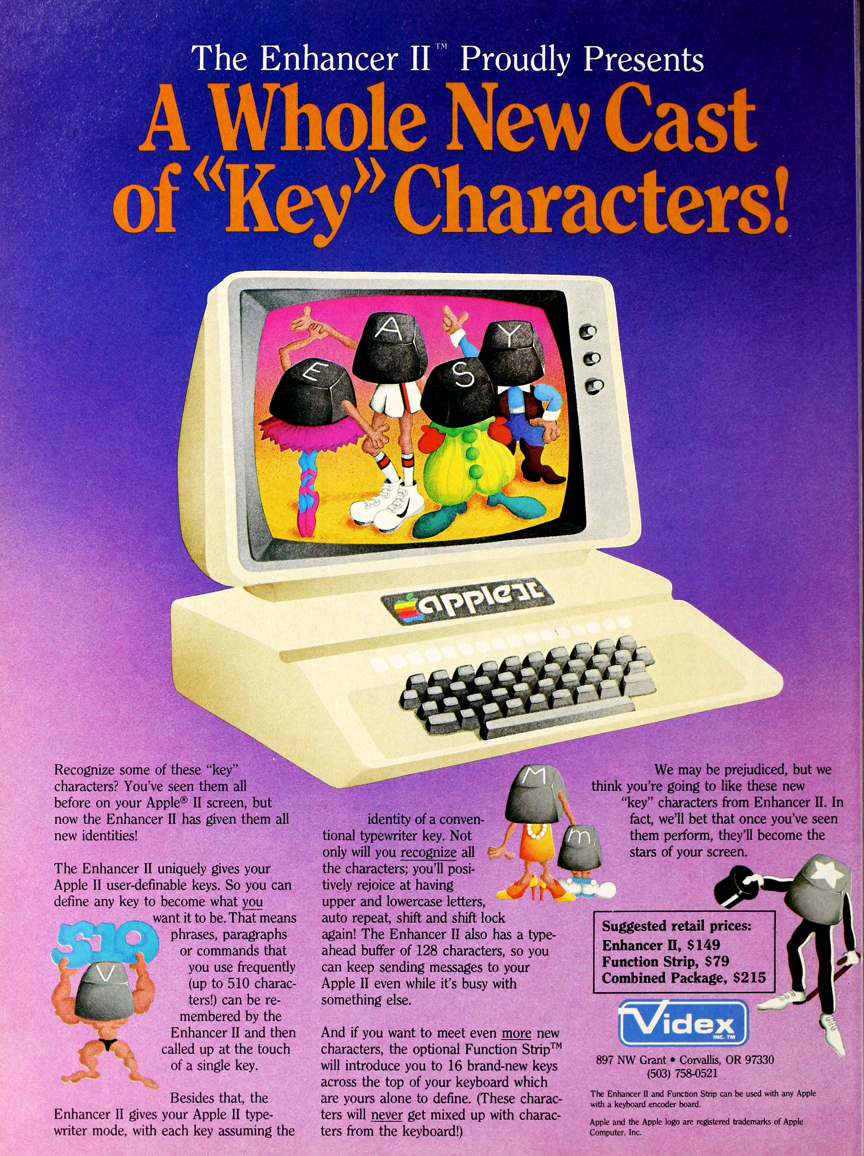 The Enhancer II™ Proudly Presents
A Whole New Cast
of “Key” Characters!
E
A
S
Y
apple ][
Recognize some of these “key”
characters? You've seen them all
before on your Apple® II screen, but
now the Enhancer II has given them all
new identities!
The Enhancer II uniquely gives your
Apple II user-definable keys. So you can
define any key to become what you
want it to be. That means
phrases, paragraphs
or commands that
you use frequently
(up to 510 charac-
ters!) can be re-
membered by the
Enhancer II and then
called up at the touch
of a single key.
510
V
Besides that, the
Enhancer II gives your Apple II type-
writer mode, with each key assuming the
identity of a conven-
tional typewriter key. Not
only will you recognize all
the characters; you'll posi-
tively rejoice at having
upper and lowercase letters,
auto repeat, shift and shift lock
again! The Enhancer II also has a type-
ahead buffer of 128 characters, so you
can keep sending messages to your
Apple II even while it's busy with
something else.
M
m
And if you want to meet even more new
characters, the optional Function Strip™
will introduce you to 16 brand-new keys
across the top of your keyboard which
are yours alone to define. (These charac-
ters will never get mixed up with charac-
ters from the keyboard!)
We may be prejudiced, but we
think you're going to like these new
“key” characters from Enhancer II. In
fact, we'll bet that once you've seen
them perform, they'll become the
stars of your screen.
Suggested retail prices:
Enhancer II, $149
Function Strip, $79
Combined Package, $215
Videx
INC. TM
897 NW Grant • Corvallis, OR 97330
(503) 758-0521
The Enhancer II and Function Strip can be used with any Apple
with a keyboard encoder board.
Apple and the Apple logo are registered trademarks of Apple
Computer, Inc.